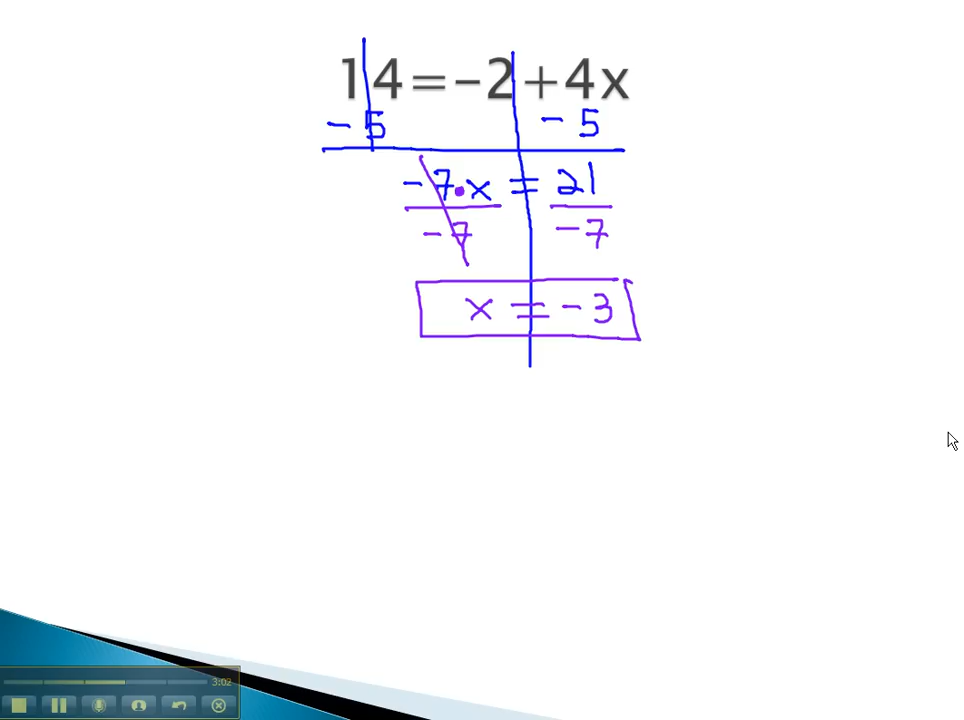 14=-2+4x
-5 -5
-7·x = 21
-7 -7
x = -3
3:02